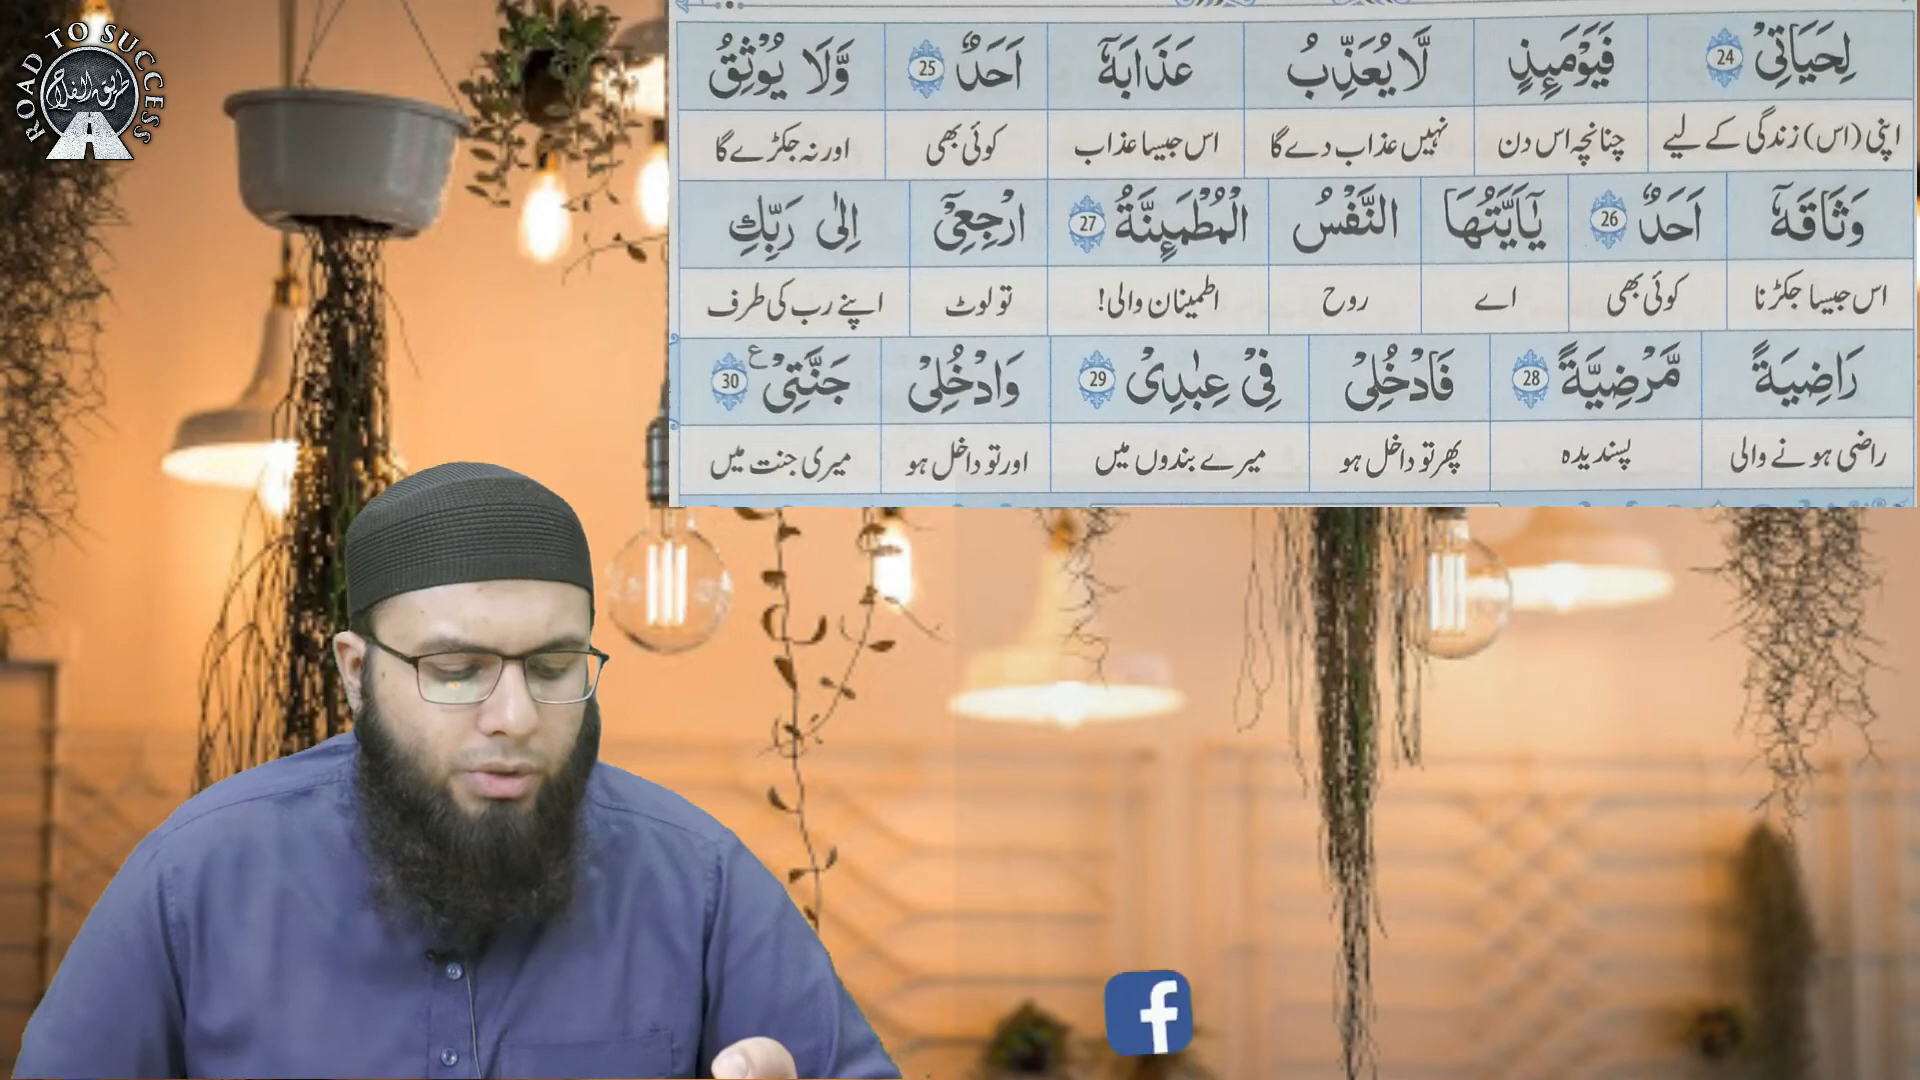 ROAD TO SUCCESS
طریق الفلاح
لِحَيَاتِيْ 24 فَيَوْمَىِٕذٍ لَّا يُعَذِّبُ عَذَابَهٗٓ اَحَدٌ 25 وَّلَا يُوْثِقُ
اپنی (اس) زندگی کے لیے چنانچہ اس دن نہیں عذاب دے گا اس جیسا عذاب کوئی بھی اور نہ جکڑے گا
وَثَاقَهٗٓ اَحَدٌ 26 يٰٓاَيَّتُهَا النَّفْسُ الْمُطْمَىِٕنَّةُ 27 ارْجِعِيْٓ اِلٰى رَبِّكِ
اس جیسا جکڑنا کوئی بھی اے روح اطمینان والی! تو لوٹ اپنے رب کی طرف
رَاضِيَةً مَّرْضِيَّةً 28 فَادْخُلِيْ فِيْ عِبٰدِيْ 29 وَادْخُلِيْ جَنَّتِيْ ع 30
راضی ہونے والی پسندیدہ پھر تو داخل ہو میرے بندوں میں اور تو داخل ہو میری جنت میں
f